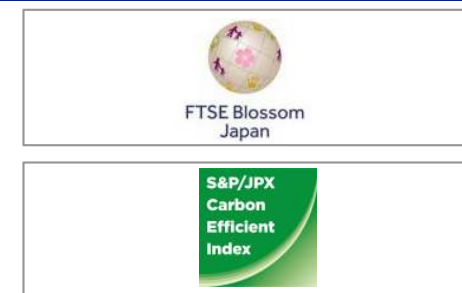 FTSE Blossom
Japan
S&P/JPX
Carbon
Efficient
Index